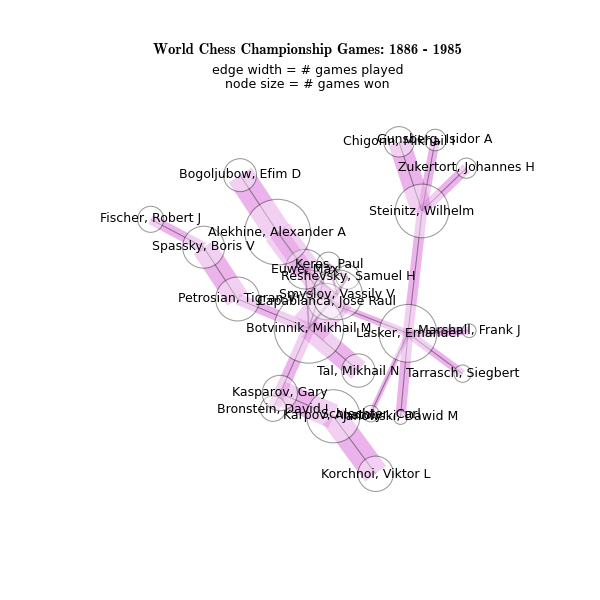 World Chess Championship Games: 1886 - 1985
edge width = # games played
node size = # games won
Chigorin, Mikhail I
Gunsberg, Isidor A
Zukertort, Johannes H
Bogoljubow, Efim D
Steinitz, Wilhelm
Fischer, Robert J
Alekhine, Alexander A
Spassky, Boris V
Keres, Paul
Euwe, Max
Reshevsky, Samuel H
Smyslov, Vassily V
Petrosian, Tigran V
Capablanca, Jose Raul
Botvinnik, Mikhail M
Lasker, Emanuel
Marshall, Frank J
Tal, Mikhail N
Tarrasch, Siegbert
Kasparov, Gary
Bronstein, David I
Karpov, Anatoly
Schlechter, Carl
Janowski, Dawid M
Korchnoi, Viktor L